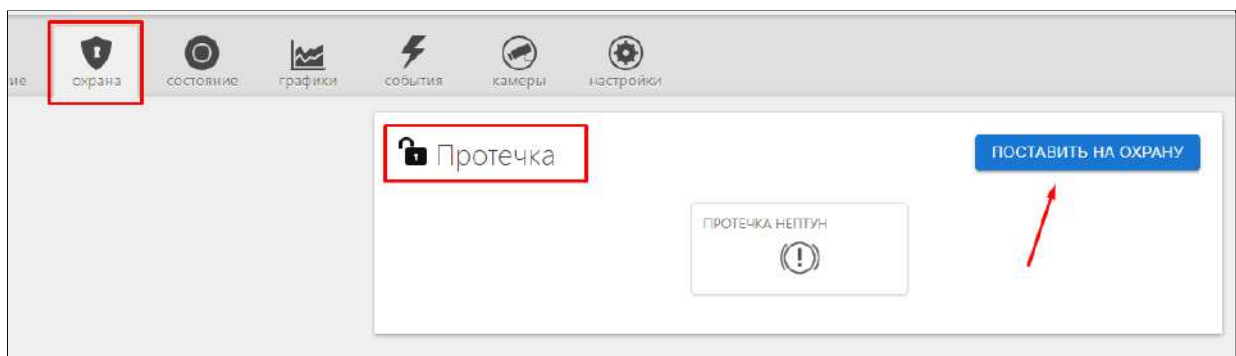 ие
охрана
состояние
графики
события
камеры
настройки
Протечка
ПОСТАВИТЬ НА ОХРАНУ
ПРОТЕЧКА НЕПТУН